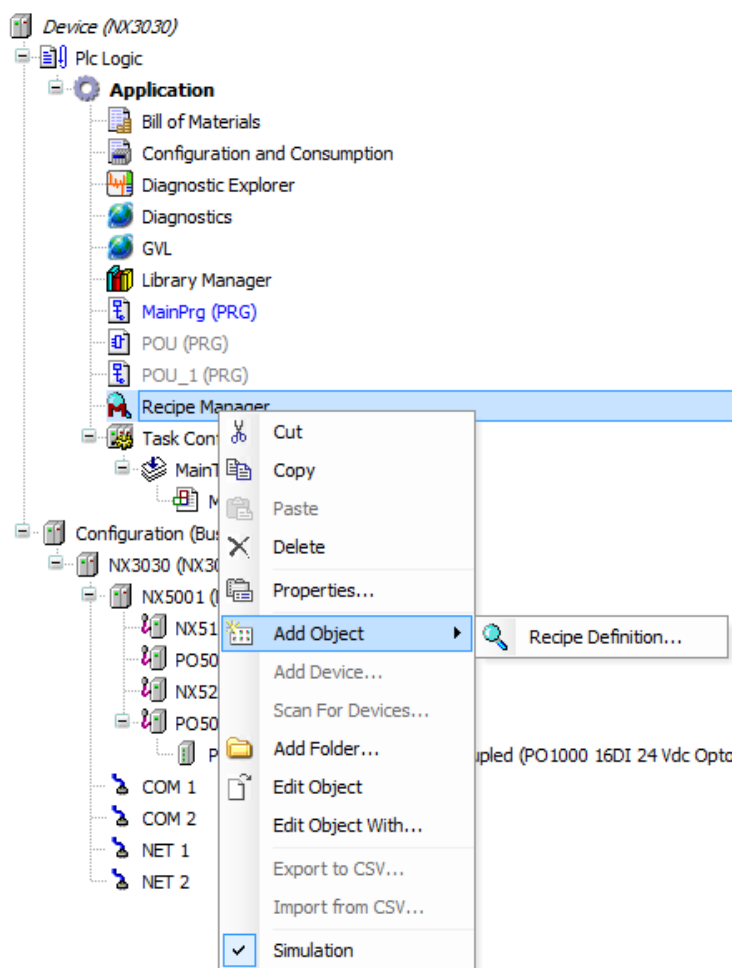 Device (NX3030)
Plc Logic
Application
Bill of Materials
Configuration and Consumption
Diagnostic Explorer
Diagnostics
GVL
Library Manager
MainPrg (PRG)
POU (PRG)
POU_1 (PRG)
Recipe Manager
Task Con
MainT
M
Configuration (Bus
NX3030 (NX30
NX5001 (
NX51
PO50
NX52
PO50
P
upled (PO1000 16DI 24 Vdc Opto
COM 1
COM 2
NET 1
NET 2
Cut
Copy
Paste
Delete
Properties...
Add Object
Add Device...
Scan For Devices...
Add Folder...
Edit Object
Edit Object With...
Export to CSV...
Import from CSV...
Simulation
Recipe Definition...